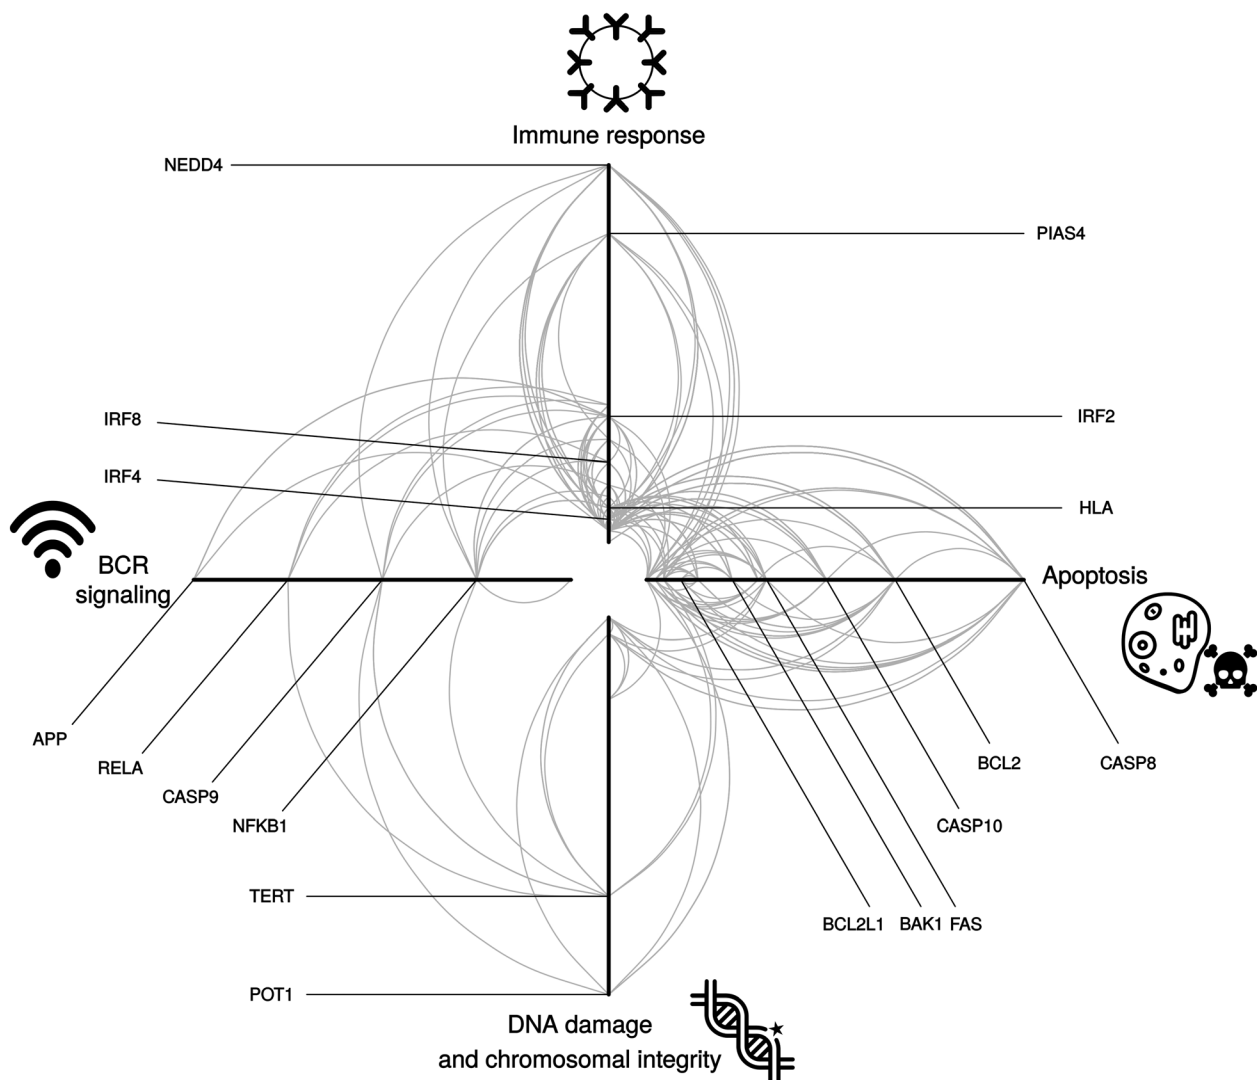 Immune response
NEDD4
PIAS4
IRF8
IRF2
IRF4
HLA
BCR
signaling
Apoptosis
APP
RELA
CASP9
NFKB1
BCL2
CASP8
CASP10
TERT
BCL2L1
BAK1
FAS
POT1
DNA damage
and chromosomal integrity